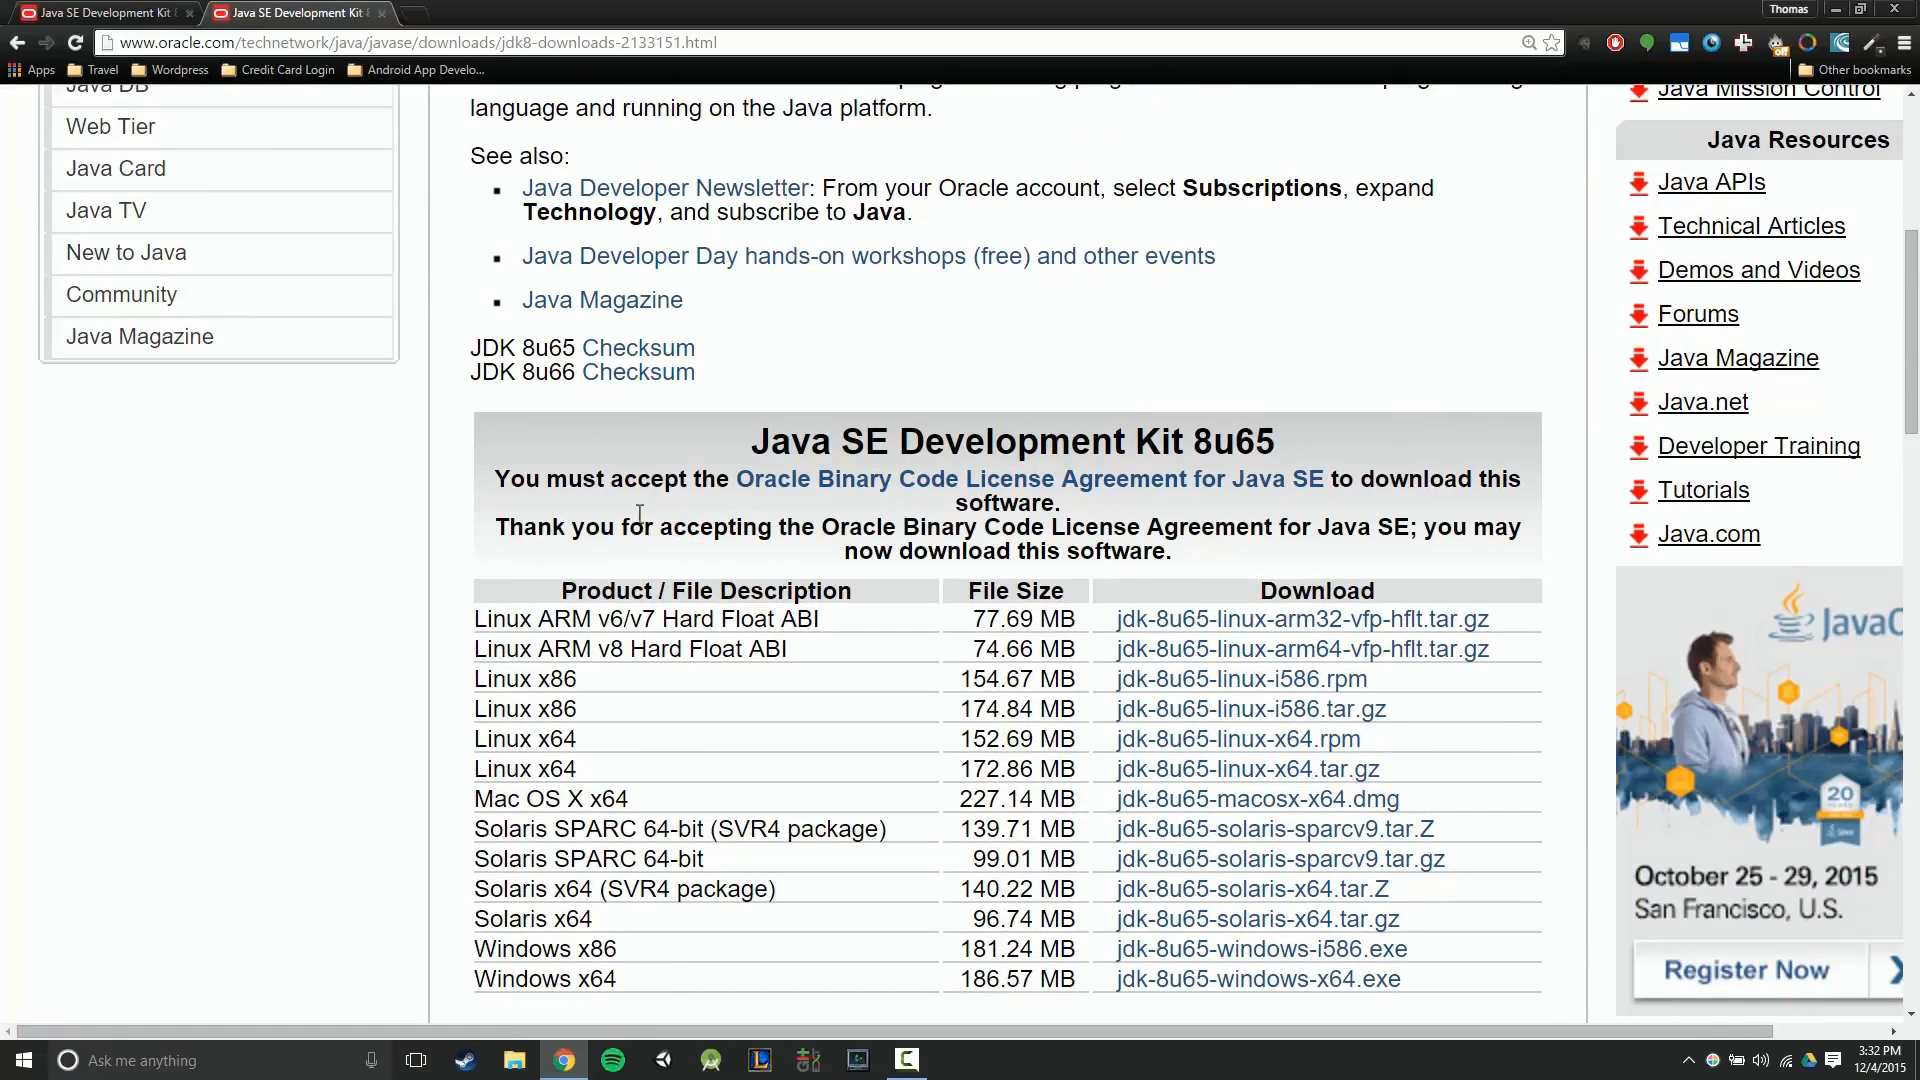 Java SE Development Kit 8
Java SE Development Kit 8
Thomas
www.oracle.com/technetwork/java/javase/downloads/jdk8-downloads-2133151.html
Apps Travel Wordpress Credit Card Login Android App Develo... Other bookmarks
Java DB
Web Tier
Java Card
Java TV
New to Java
Community
Java Magazine
language and running on the Java platform.
See also:
Java Developer Newsletter: From your Oracle account, select Subscriptions, expand
Technology, and subscribe to Java.
Java Developer Day hands-on workshops (free) and other events
Java Magazine
JDK 8u65 Checksum
JDK 8u66 Checksum
Java SE Development Kit 8u65
You must accept the Oracle Binary Code License Agreement for Java SE to download this
software.
Thank you for accepting the Oracle Binary Code License Agreement for Java SE; you may
now download this software.
Product / File Description File Size Download
Linux ARM v6/v7 Hard Float ABI 77.69 MB jdk-8u65-linux-arm32-vfp-hflt.tar.gz
Linux ARM v8 Hard Float ABI 74.66 MB jdk-8u65-linux-arm64-vfp-hflt.tar.gz
Linux x86 154.67 MB jdk-8u65-linux-i586.rpm
Linux x86 174.84 MB jdk-8u65-linux-i586.tar.gz
Linux x64 152.69 MB jdk-8u65-linux-x64.rpm
Linux x64 172.86 MB jdk-8u65-linux-x64.tar.gz
Mac OS X x64 227.14 MB jdk-8u65-macosx-x64.dmg
Solaris SPARC 64-bit (SVR4 package) 139.71 MB jdk-8u65-solaris-sparcv9.tar.Z
Solaris SPARC 64-bit 99.01 MB jdk-8u65-solaris-sparcv9.tar.gz
Solaris x64 (SVR4 package) 140.22 MB jdk-8u65-solaris-x64.tar.Z
Solaris x64 96.74 MB jdk-8u65-solaris-x64.tar.gz
Windows x86 181.24 MB jdk-8u65-windows-i586.exe
Windows x64 186.57 MB jdk-8u65-windows-x64.exe
Java Mission Control
Java Resources
Java APIs
Technical Articles
Demos and Videos
Forums
Java Magazine
Java.net
Developer Training
Tutorials
Java.com
JavaO
20
October 25 - 29, 2015
San Francisco, U.S.
Register Now
Ask me anything
3:32 PM
12/4/2015